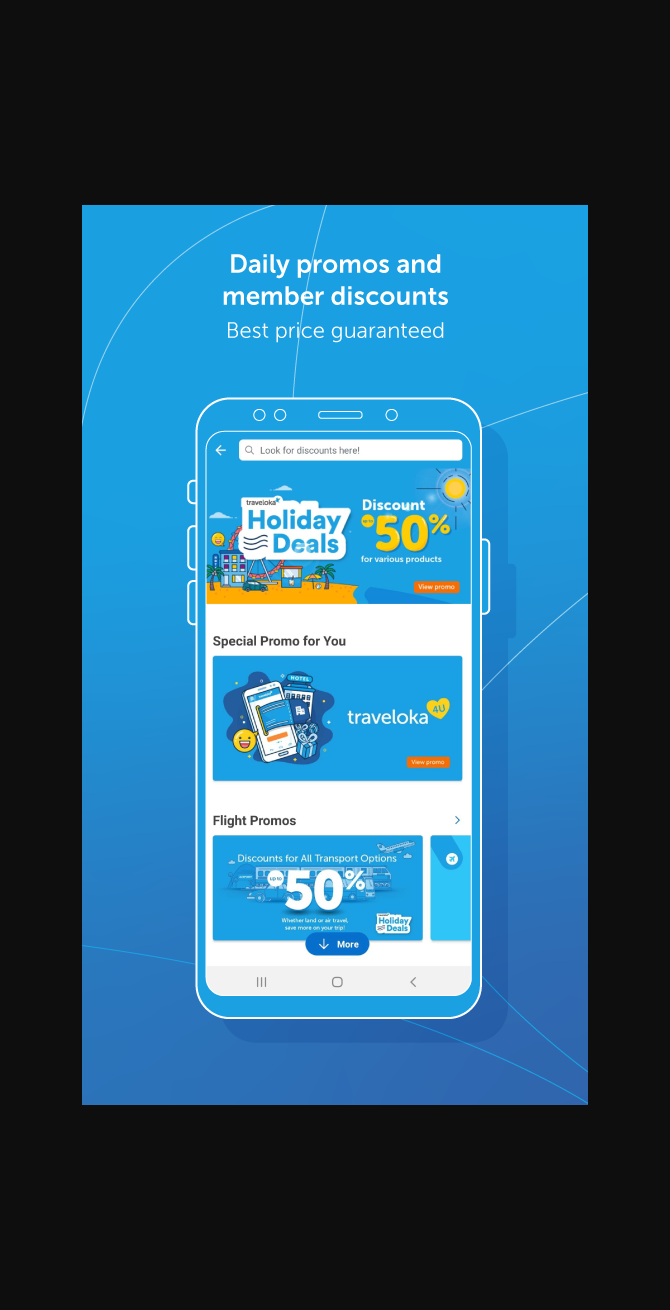 Daily promos and
member discounts
Best price guaranteed
Look for discounts here!
traveloka
Holiday
Deals
Discount
up to
50%
for various products
View promo
Special Promo for You
HOTEL
traveloka 4U
View promo
Flight Promos
Discounts for All Transport Options
up to
50%
Whether land or air travel,
save more on your trip!
Holiday
Deals
More